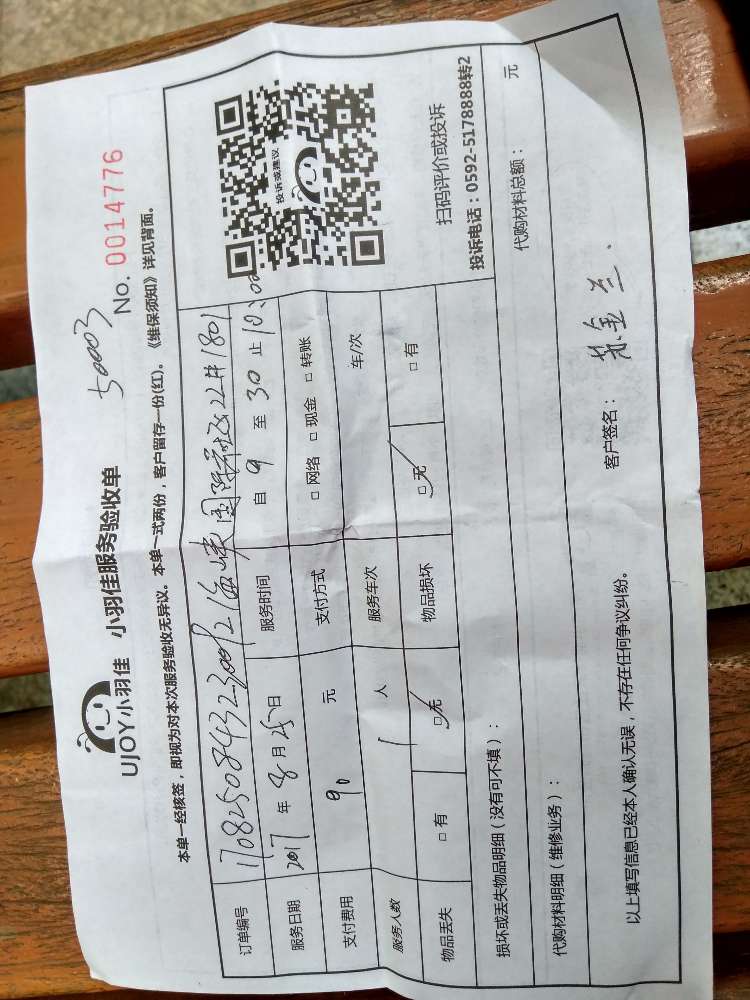 50003
UJOY小羽佳 小羽佳服务验收单 No. 0014776
本单一经核签，即视为对本次服务验收无异议。本单一式两份，客户留存一份(红)。《维保须知》详见背面。
订单编号
服务日期 2017 年 8 月 25 日 服务时间 自 9 至 30 止 10:00
支付费用 90 元 支付方式 □ 网络 □ 现金 □ 转账
服务人数 1 人 服务车次 车/次
物品丢失 □ 有 □ 无 物品损坏 □ 无 □ 有
投诉或建议
扫码评价或投诉
投诉电话：0592-5178888转2
损坏或丢失物品明细（没有可不填）：
代购材料明细（维修业务）： 代购材料总额： 元
以上填写信息已经本人确认无误，不存在任何争议纠纷。 客户签名：